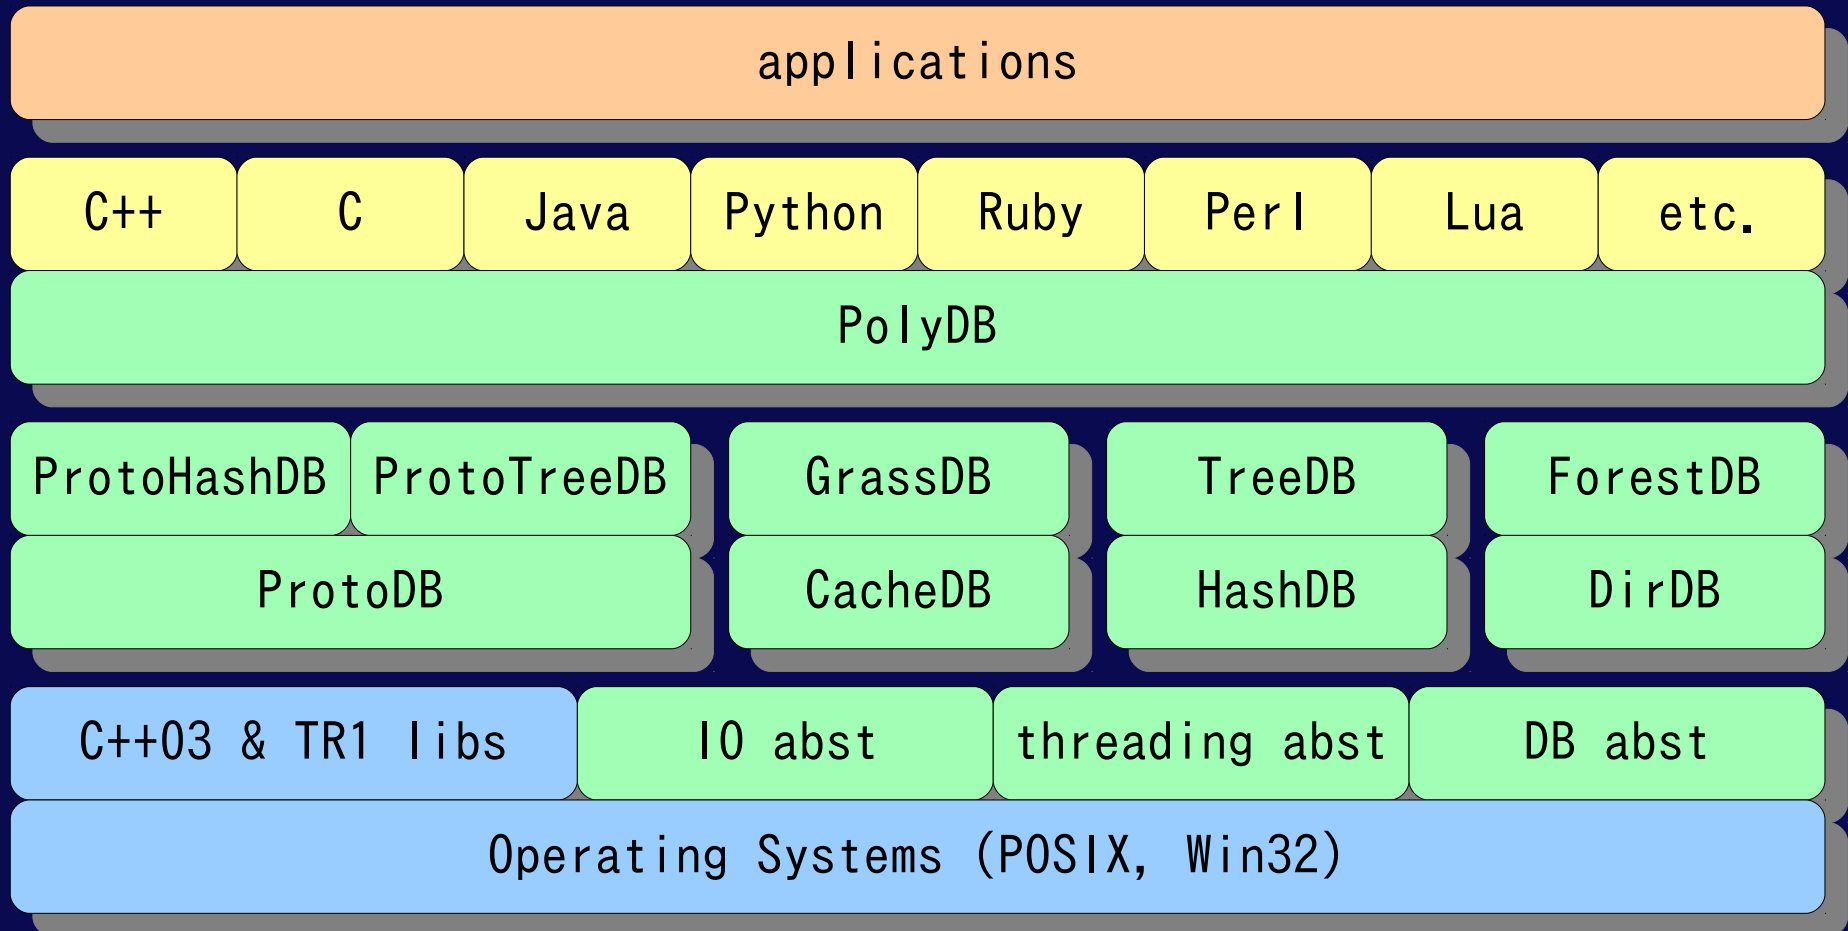 applications
C++ C Java Python Ruby Perl Lua etc.
PolyDB
ProtoHashDB ProtoTreeDB GrassDB TreeDB ForestDB
ProtoDB CacheDB HashDB DirDB
C++03 & TR1 libs IO abst threading abst DB abst
Operating Systems (POSIX, Win32)